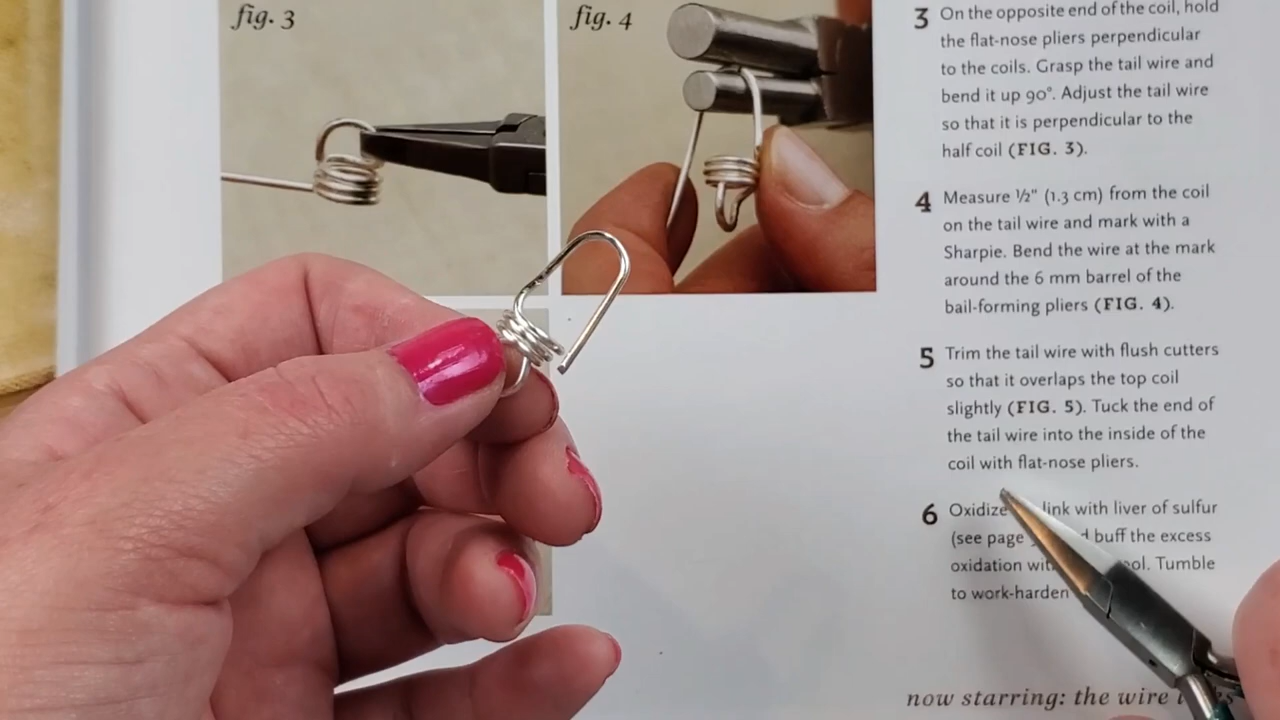 fig. 3
fig. 4
3 On the opposite end of the coil, hold
the flat-nose pliers perpendicular
to the coils. Grasp the tail wire and
bend it up 90°. Adjust the tail wire
so that it is perpendicular to the
half coil (FIG. 3).
4 Measure ½" (1.3 cm) from the coil
on the tail wire and mark with a
Sharpie. Bend the wire at the mark
around the 6 mm barrel of the
bail-forming pliers (FIG. 4).
5 Trim the tail wire with flush cutters
so that it overlaps the top coil
slightly (FIG. 5). Tuck the end of
the tail wire into the inside of the
coil with flat-nose pliers.
6 Oxidize link with liver of sulfur
(see page buff the excess
oxidation Tumble
to work-harden
now starring: the wire